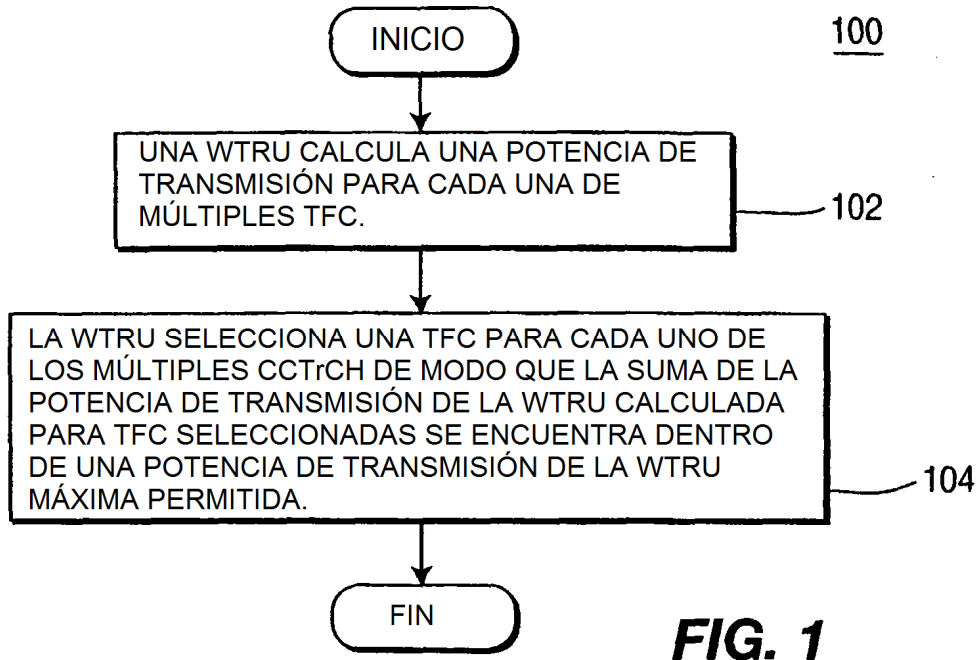 INICIO
100
UNA WTRU CALCULA UNA POTENCIA DE
TRANSMISIÓN PARA CADA UNA DE
MÚLTIPLES TFC.
102
LA WTRU SELECCIONA UNA TFC PARA CADA UNO DE
LOS MÚLTIPLES CCTrCH DE MODO QUE LA SUMA DE LA
POTENCIA DE TRANSMISIÓN DE LA WTRU CALCULADA
PARA TFC SELECCIONADAS SE ENCUENTRA DENTRO
DE UNA POTENCIA DE TRANSMISIÓN DE LA WTRU
MÁXIMA PERMITIDA.
104
FIN
FIG. 1